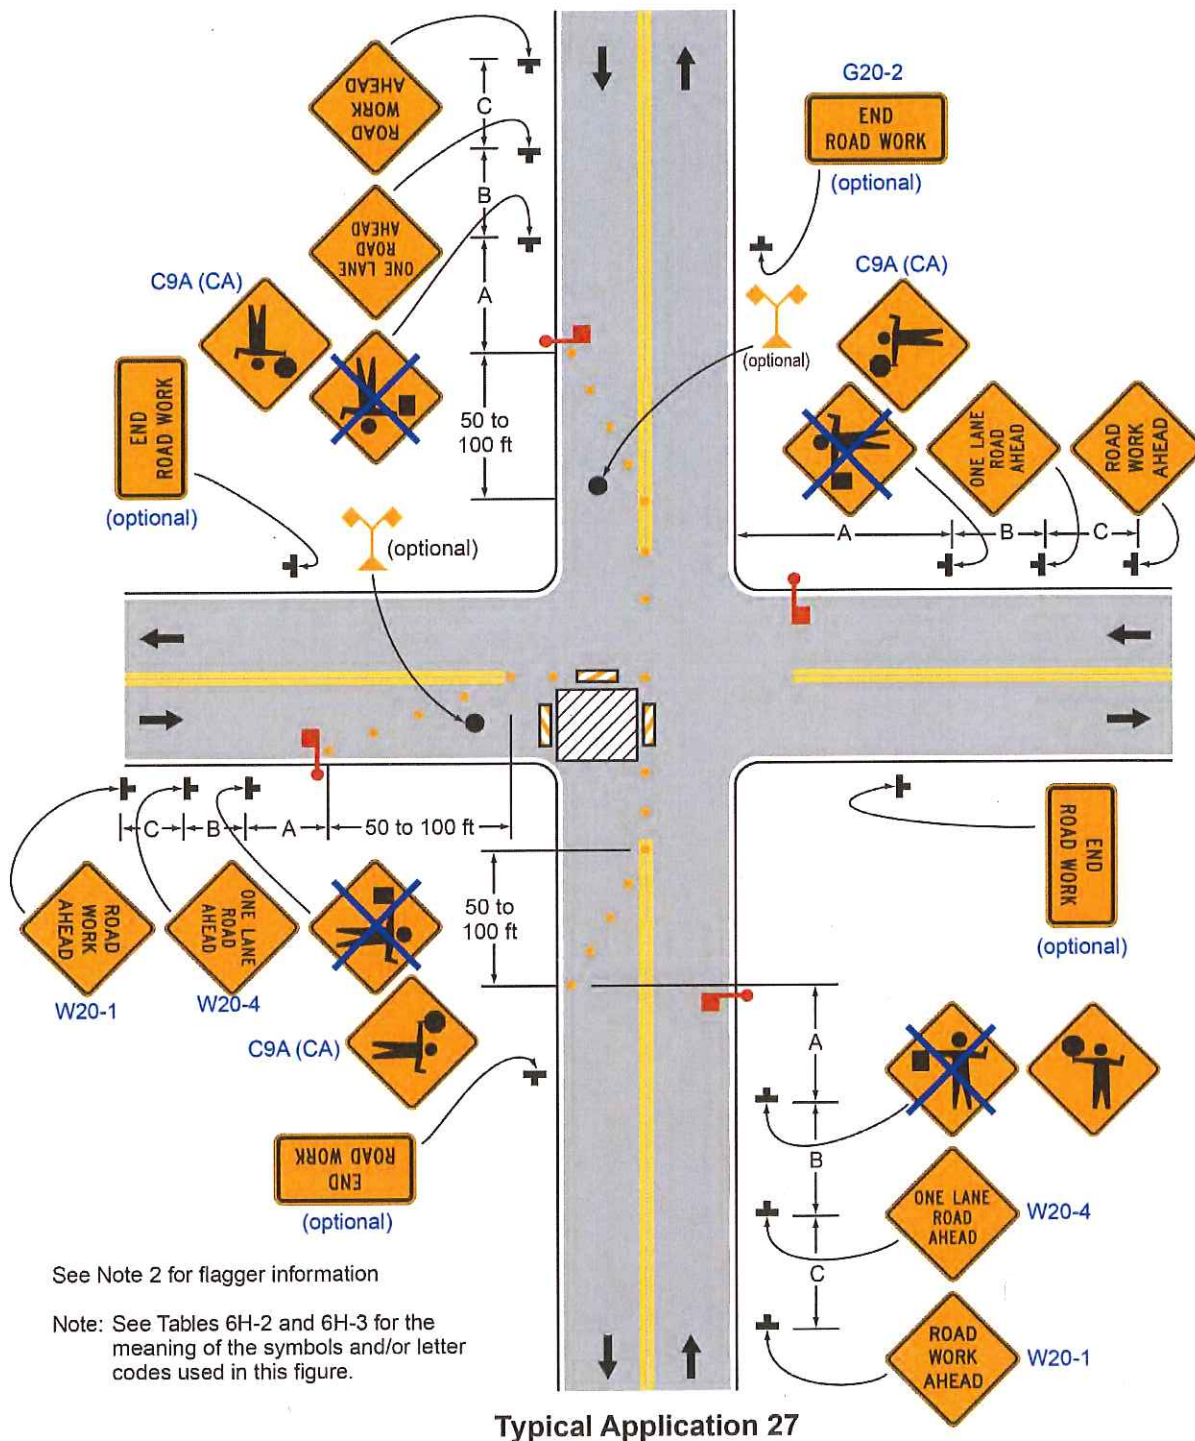 ROAD
WORK
AHEAD
C
G20-2
END
ROAD WORK
(optional)
B
ONE LANE
ROAD
AHEAD
C9A (CA)
A
C9A (CA)
(optional)
END
ROAD WORK
(optional)
50 to
100 ft
ONE LANE
ROAD
AHEAD
ROAD
WORK
AHEAD
(optional)
A
B
C
C
B
A
50 to 100 ft
ROAD
WORK
AHEAD
W20-1
ONE LANE
ROAD
AHEAD
W20-4
50 to
100 ft
C9A (CA)
END
ROAD WORK
(optional)
END
ROAD WORK
(optional)
A
B
ONE LANE
ROAD
AHEAD
W20-4
C
ROAD
WORK
AHEAD
W20-1
See Note 2 for flagger information
Note: See Tables 6H-2 and 6H-3 for the
meaning of the symbols and/or letter
codes used in this figure.
Typical Application 27